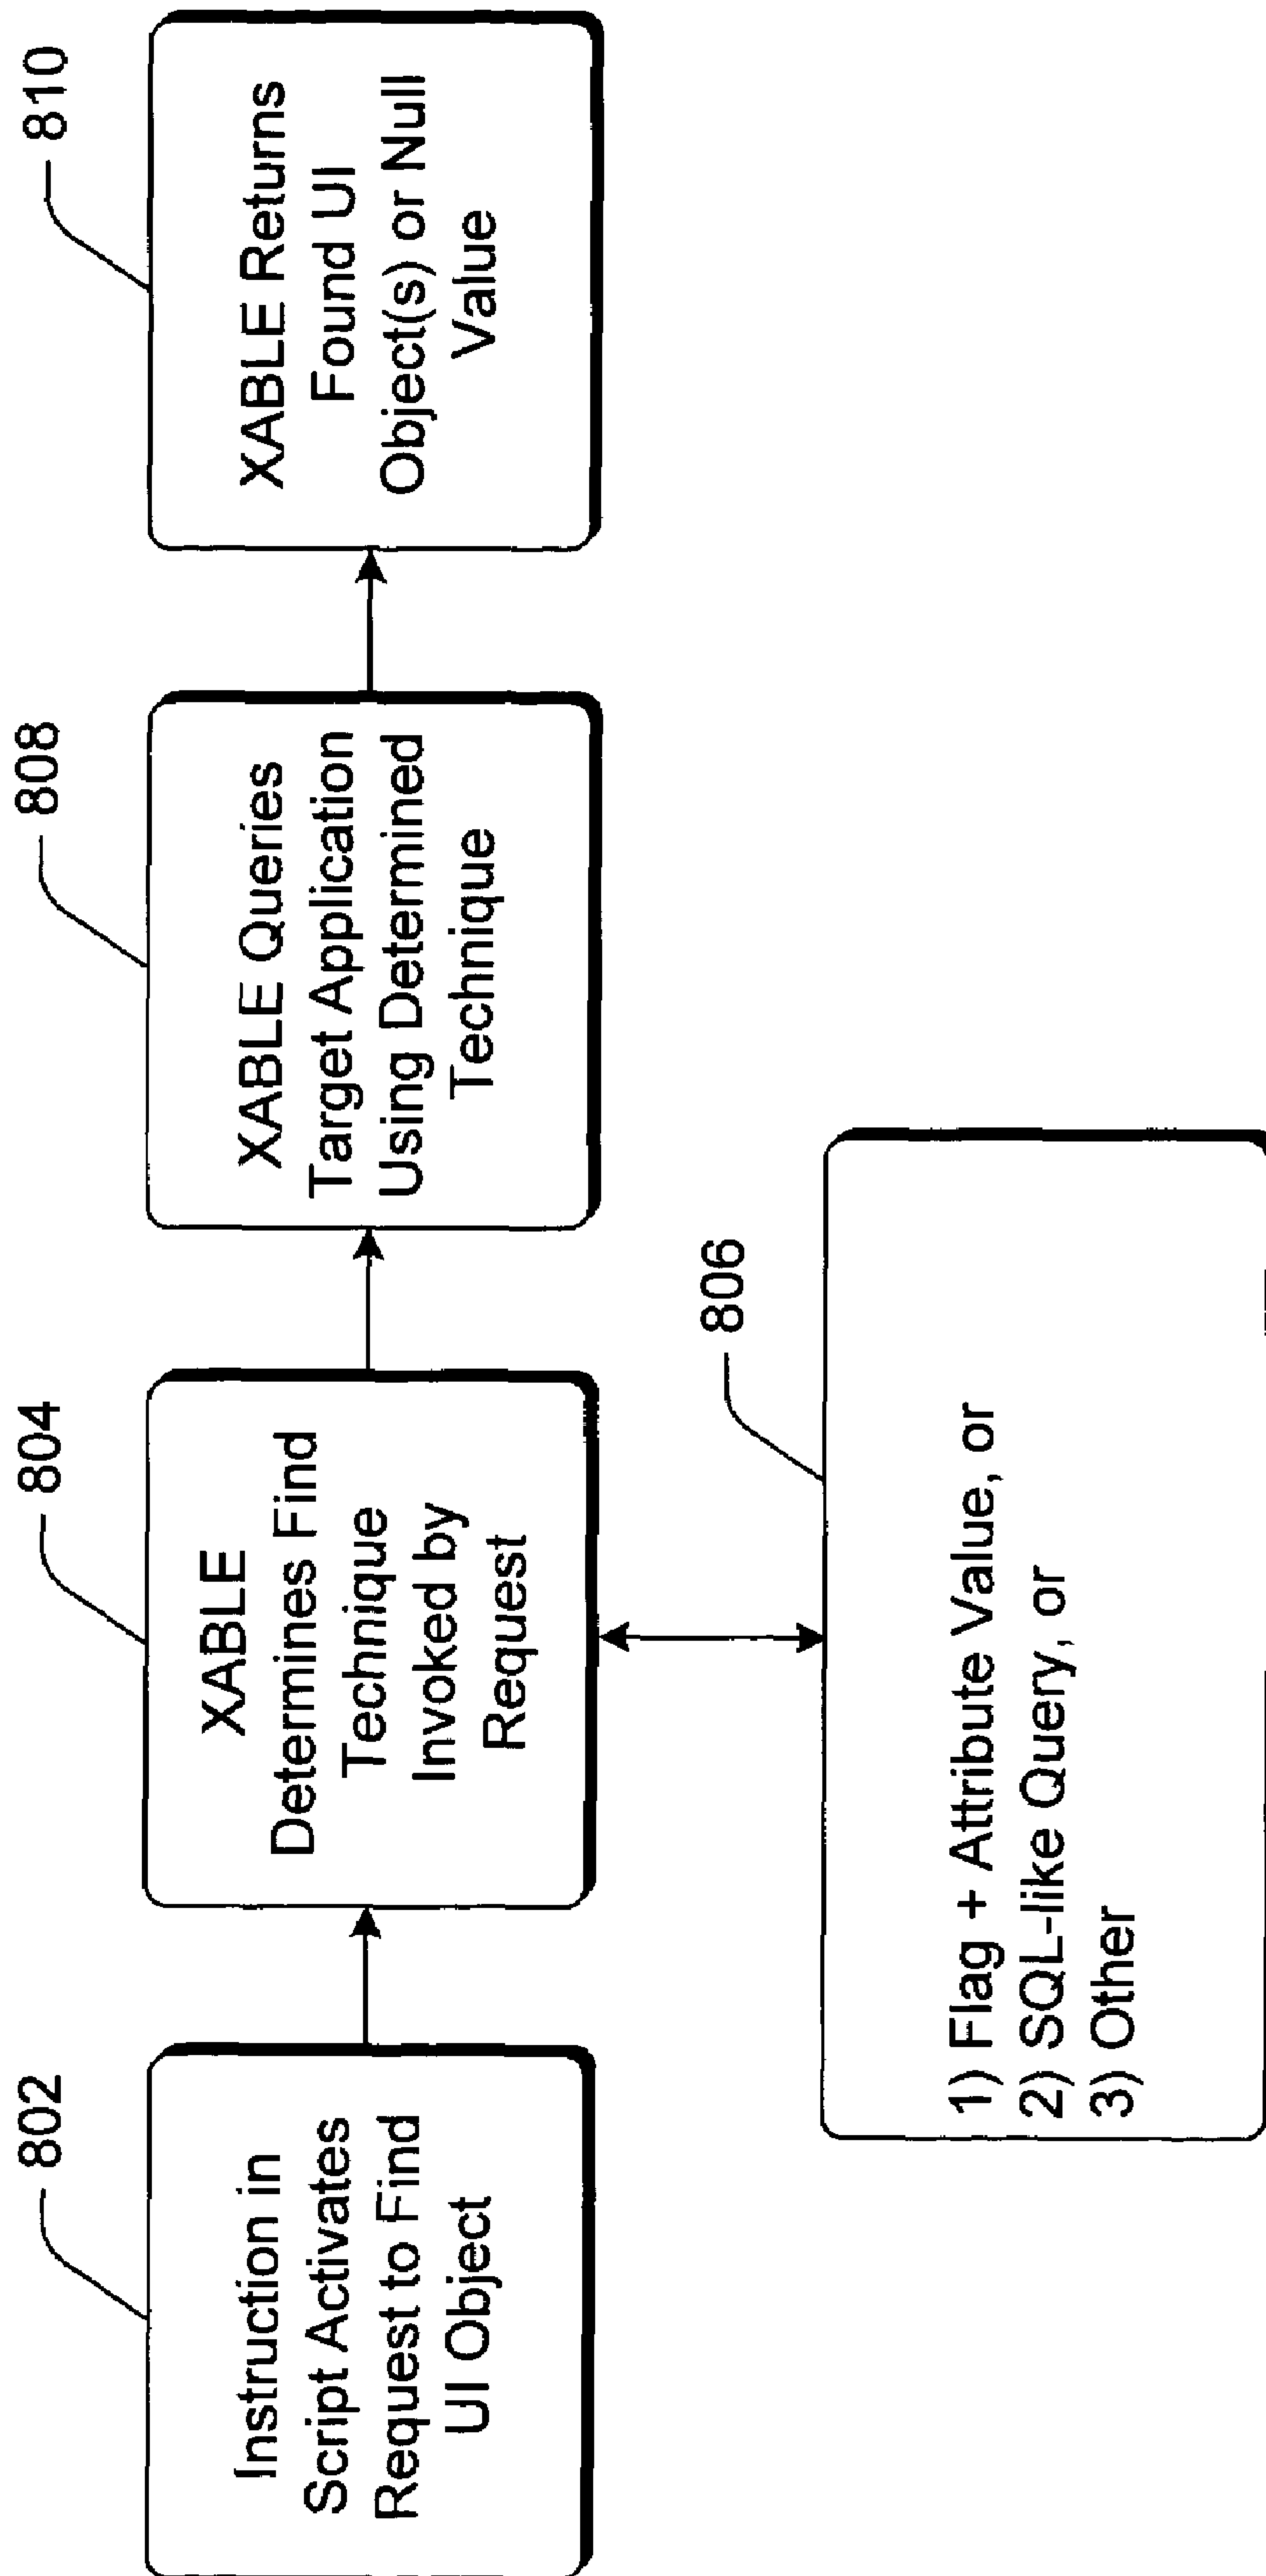 802
Instruction in
Script Activates
Request to Find
UI Object
804
XABLE
Determines Find
Technique
Invoked by
Request
808
XABLE Queries
Target Application
Using Determined
Technique
810
XABLE Returns
Found UI
Object(s) or Null
Value
806
1) Flag + Attribute Value, or
2) SQL-like Query, or
3) Other